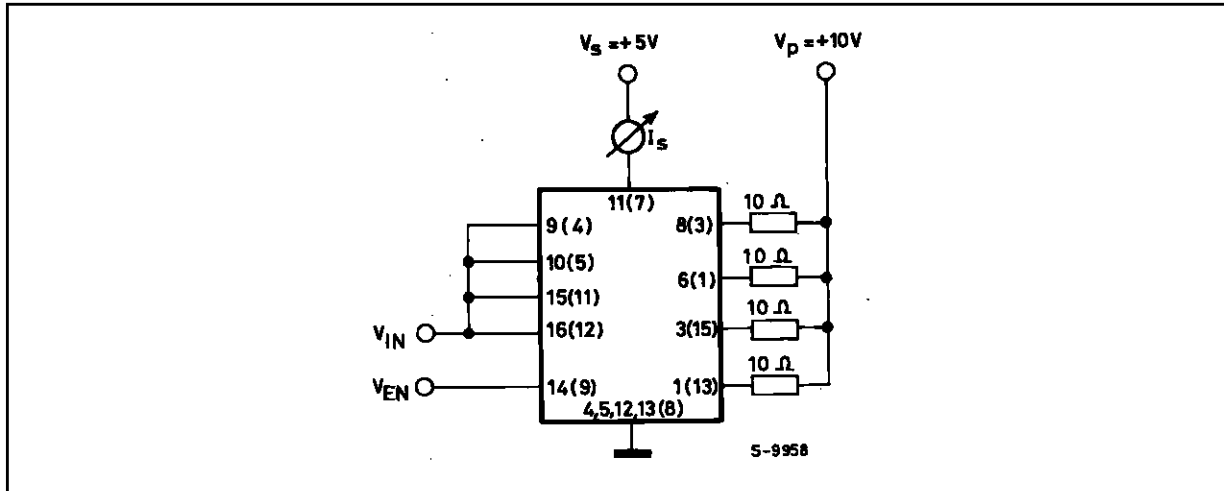 Vs =+5V
Vp =+10V
Is
11(7)
9(4)
10(5)
15(11)
16(12)
14(9)
8(3)
6(1)
3(15)
1(13)
10 Ω
10 Ω
10 Ω
10 Ω
VIN
VEN
4,5,12,13(8)
S-9958